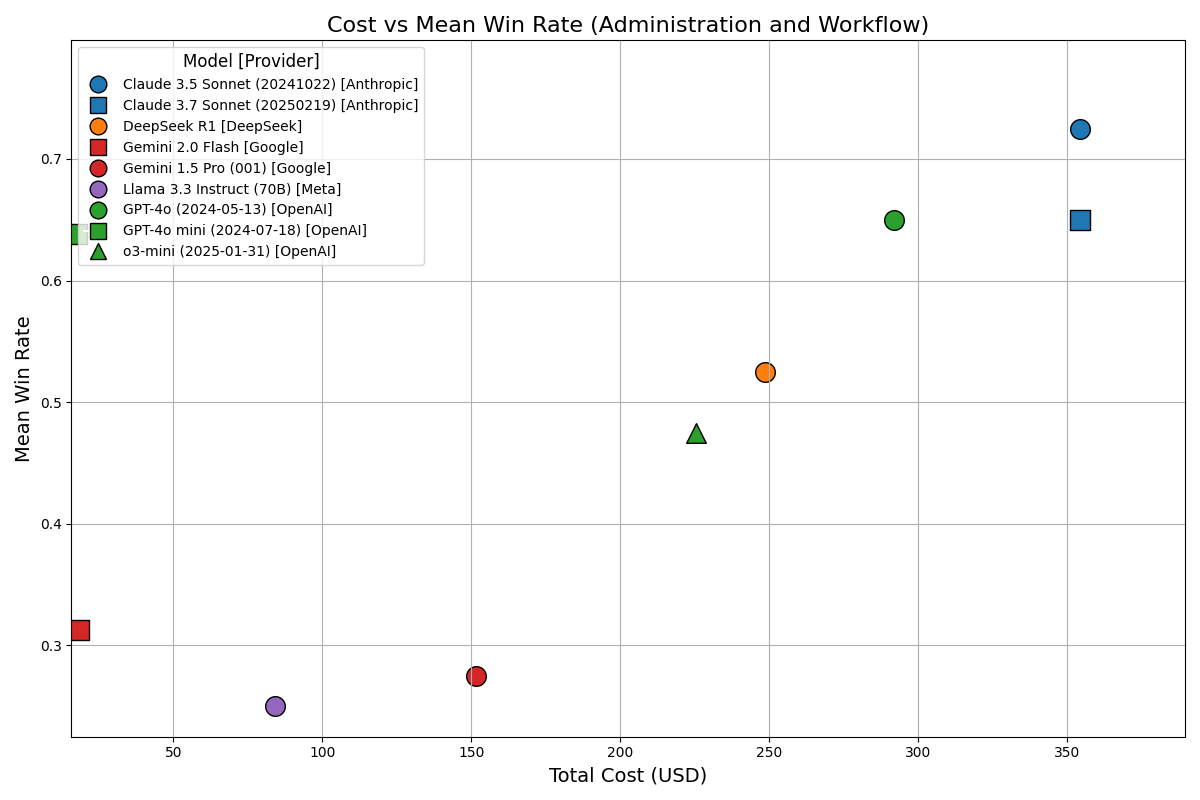 Cost vs Mean Win Rate (Administration and Workflow)
Model [Provider]
Claude 3.5 Sonnet (20241022) [Anthropic]
Claude 3.7 Sonnet (20250219) [Anthropic]
DeepSeek R1 [DeepSeek]
Gemini 2.0 Flash [Google]
Gemini 1.5 Pro (001) [Google]
Llama 3.3 Instruct (70B) [Meta]
GPT-4o (2024-05-13) [OpenAI]
GPT-4o mini (2024-07-18) [OpenAI]
o3-mini (2025-01-31) [OpenAI]
Mean Win Rate
0.7
0.6
0.5
0.4
0.3
50 100 150 200 250 300 350
Total Cost (USD)